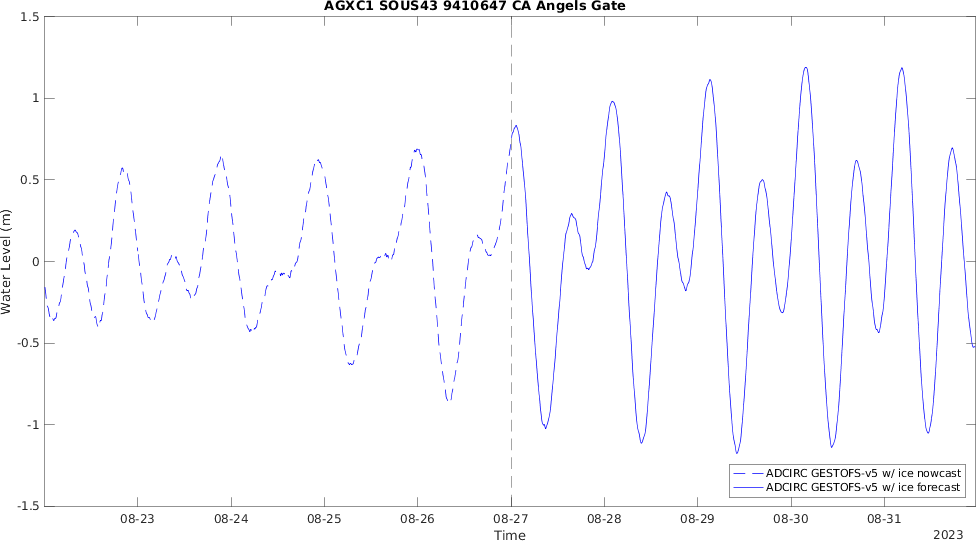 AGXC1 SOUS43 9410647 CA Angels Gate
1.5
1
0.5
0
-0.5
-1
-1.5
Water Level (m)
08-23 08-24 08-25 08-26 08-27 08-28 08-29 08-30 08-31
Time
2023
ADCIRC GESTOFS-v5 w/ ice nowcast
ADCIRC GESTOFS-v5 w/ ice forecast